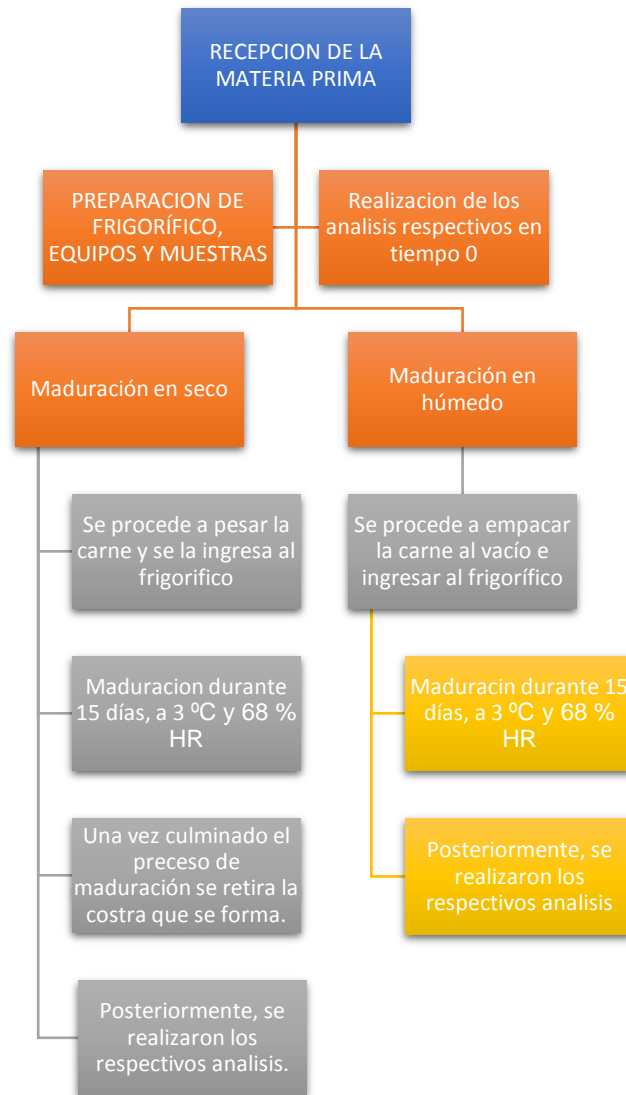 RECEPCION DE LA
MATERIA PRIMA
PREPARACION DE
FRIGORÍFICO,
EQUIPOS Y MUESTRAS
Realizacion de los
analisis respectivos en
tiempo 0
Maduración en seco
Se procede a pesar la
carne y se la ingresa al
frigorifico
Maduracion durante
15 días, a 3 ºC y 68 %
HR
Una vez culminado el
preceso de
maduración se retira la
costra que se forma.
Posteriormente, se
realizaron los
respectivos analisis.
Maduración en
húmedo
Se procede a empacar
la carne al vacío e
ingresar al frigorífico
Maduracin durante 15
días, a 3 ºC y 68 %
HR
Posteriormente, se
realizaron los
respectivos analisis